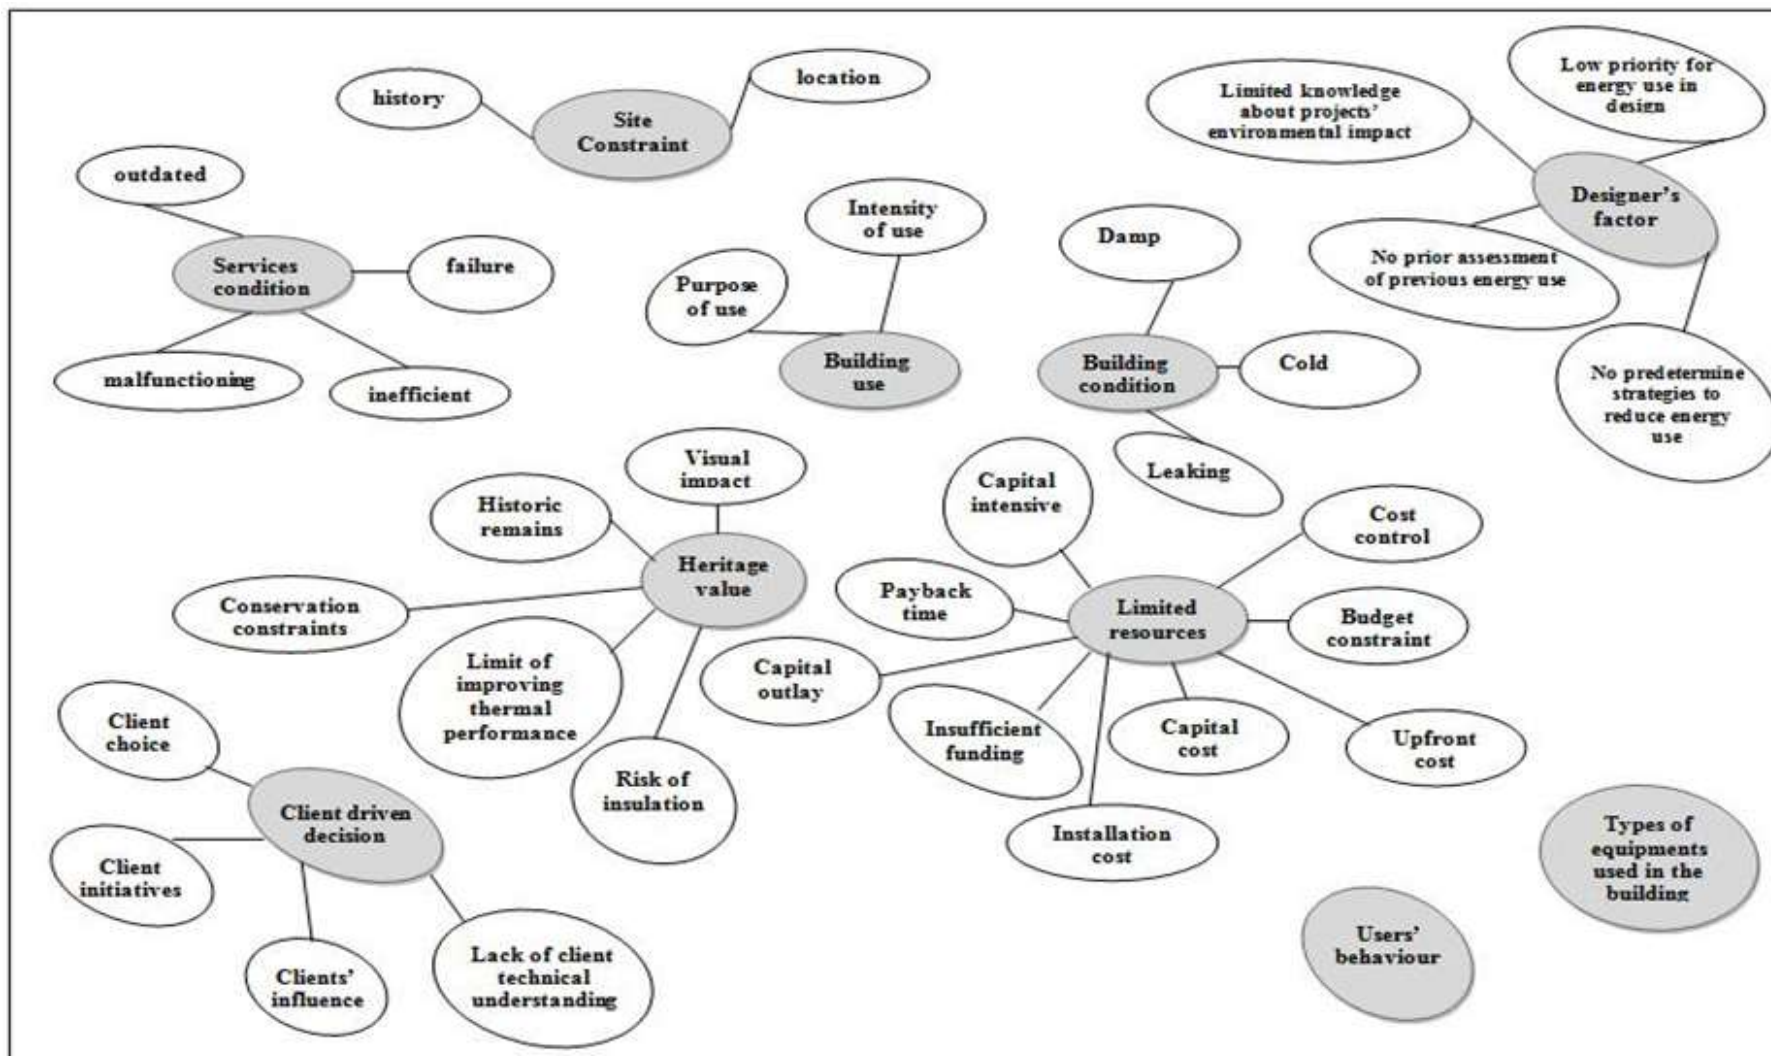 history
Site
Constraint
location
Limited knowledge
about projects'
environmental impact
Low priority for
energy use in
design
Designer's
factor
No prior assessment
of previous energy use
No predetermine
strategies to
reduce energy
use
outdated
Services
condition
failure
malfunctioning
inefficient
Intensity
of use
Purpose
of use
Building
use
Damp
Building
condition
Cold
Leaking
Visual
impact
Historic
remains
Heritage
value
Conservation
constraints
Limit of
improving
thermal
performance
Risk of
insulation
Capital
intensive
Cost
control
Payback
time
Limited
resources
Budget
constraint
Capital
outlay
Insufficient
funding
Capital
cost
Upfront
cost
Installation
cost
Client
choice
Client driven
decision
Client
initiatives
Clients'
influence
Lack of client
technical
understanding
Types of
equipments
used in the
building
Users'
behaviour